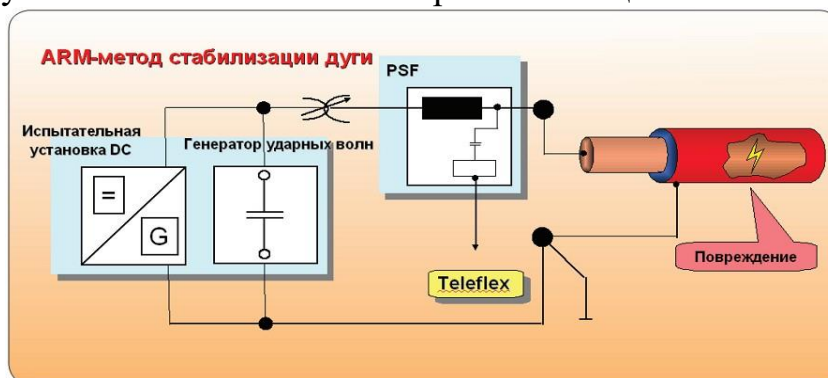 ARM-метод стабилизации дуги
PSF
Испытательная
установка DC
Генератор ударных волн
=
G
Teleflex
Повреждение